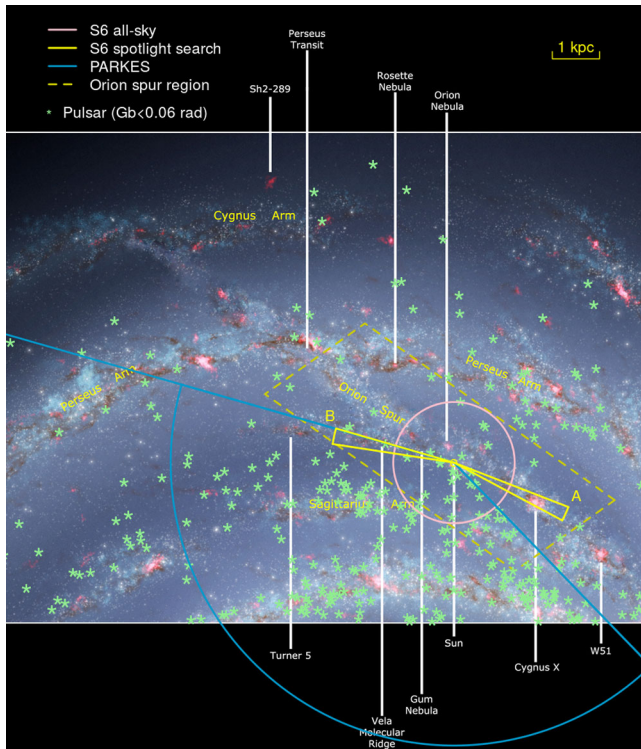 S6 all-sky
S6 spotlight search
PARKES
Orion spur region
* Pulsar (Gb<0.06 rad)
1 kpc
Perseus
Transit
Rosette
Nebula
Orion
Nebula
Sh2-289
Cygnus Arm
Perseus Arm
Perseus Arm
Orion Spur
B
A
Sagittarius Arm
Turner 5
Vela
Molecular
Ridge
Gum
Nebula
Sun
Cygnus X
W51